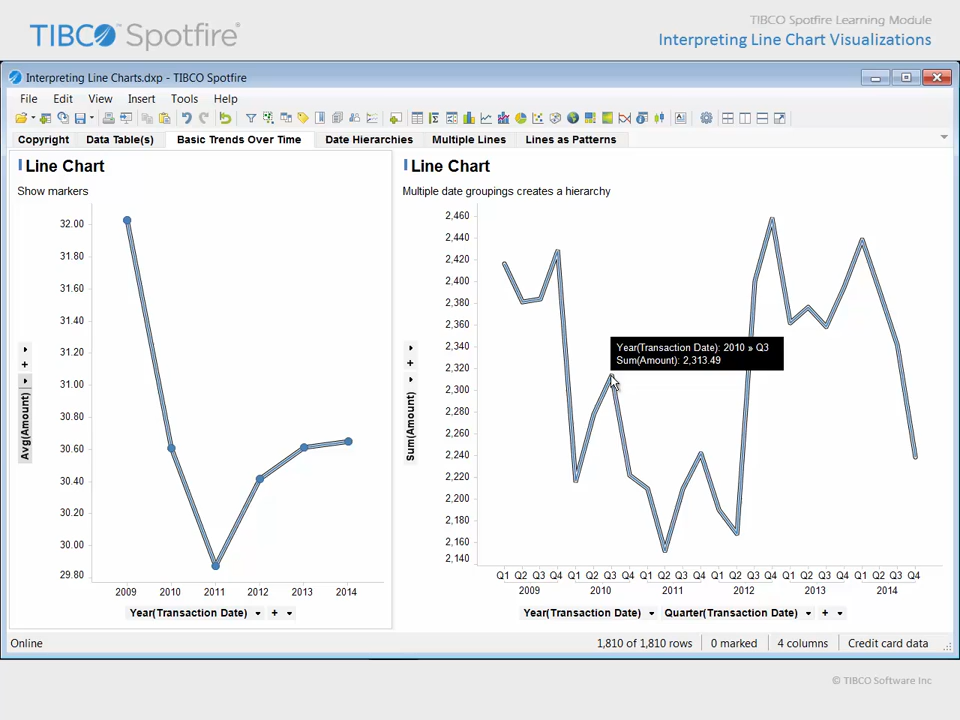 TIBCO™ Spotfire®
TIBCO Spotfire Learning Module
Interpreting Line Chart Visualizations
Interpreting Line Charts.dxp - TIBCO Spotfire
File Edit View Insert Tools Help
Copyright Data Table(s) Basic Trends Over Time Date Hierarchies Multiple Lines Lines as Patterns
Line Chart
Show markers
32.00
31.80
31.60
31.40
31.20
31.00
30.80
30.60
30.40
30.20
30.00
29.80
+
Avg(Amount)
2009 2010 2011 2012 2013 2014
Year(Transaction Date) +
Line Chart
Multiple date groupings creates a hierarchy
2,460
2,440
2,420
2,400
2,380
2,360
2,340
2,320
2,300
2,280
2,260
2,240
2,220
2,200
2,180
2,160
2,140
+
Sum(Amount)
Year(Transaction Date): 2010 » Q3
Sum(Amount): 2,313.49
Q1 Q2 Q3 Q4 Q1 Q2 Q3 Q4 Q1 Q2 Q3 Q4 Q1 Q2 Q3 Q4 Q1 Q2 Q3 Q4 Q1 Q2 Q3 Q4
2009 2010 2011 2012 2013 2014
Year(Transaction Date) Quarter(Transaction Date) +
Online 1,810 of 1,810 rows 0 marked 4 columns Credit card data
© TIBCO Software Inc